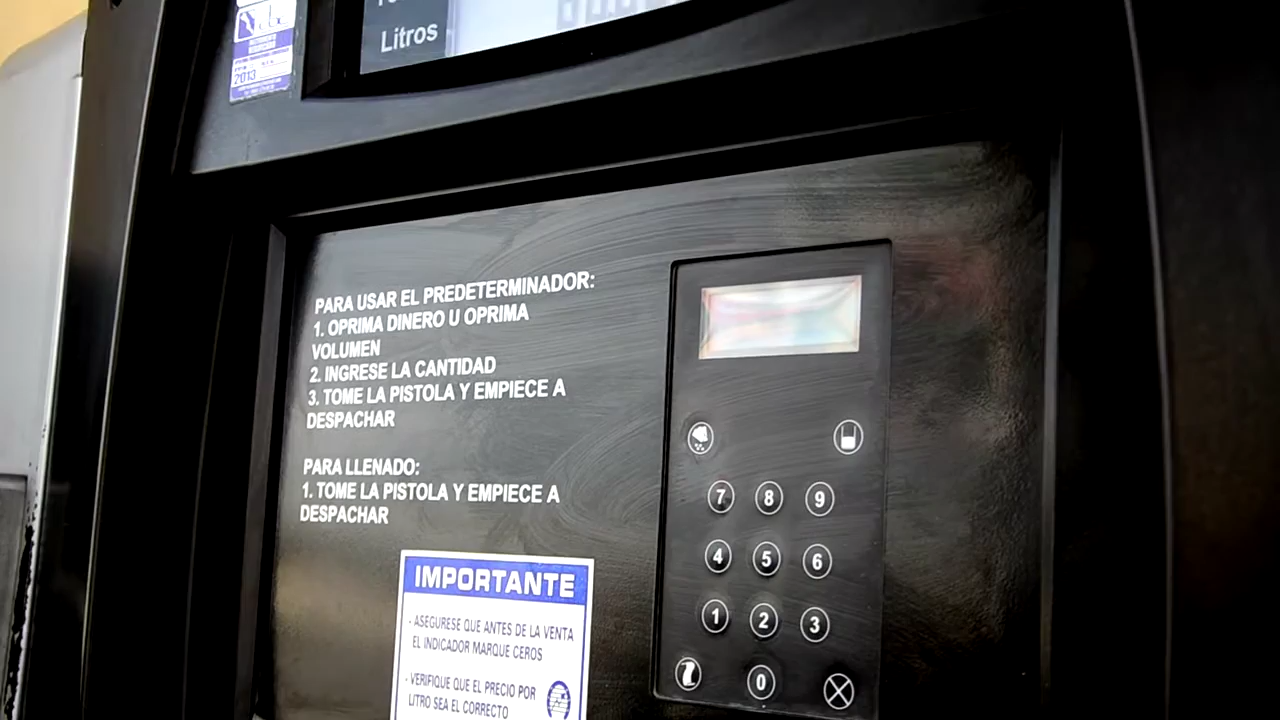 Litros
2013
PARA USAR EL PREDETERMINADOR:
1. OPRIMA DINERO U OPRIMA
VOLUMEN
2. INGRESE LA CANTIDAD
3. TOME LA PISTOLA Y EMPIECE A
DESPACHAR
PARA LLENADO:
1. TOME LA PISTOLA Y EMPIECE A
DESPACHAR
IMPORTANTE
- ASEGURESE QUE ANTES DE LA VENTA
EL INDICADOR MARQUE CEROS
- VERIFIQUE QUE EL PRECIO POR
LITRO SEA EL CORRECTO
7 8 9
4 5 6
1 2 3
0